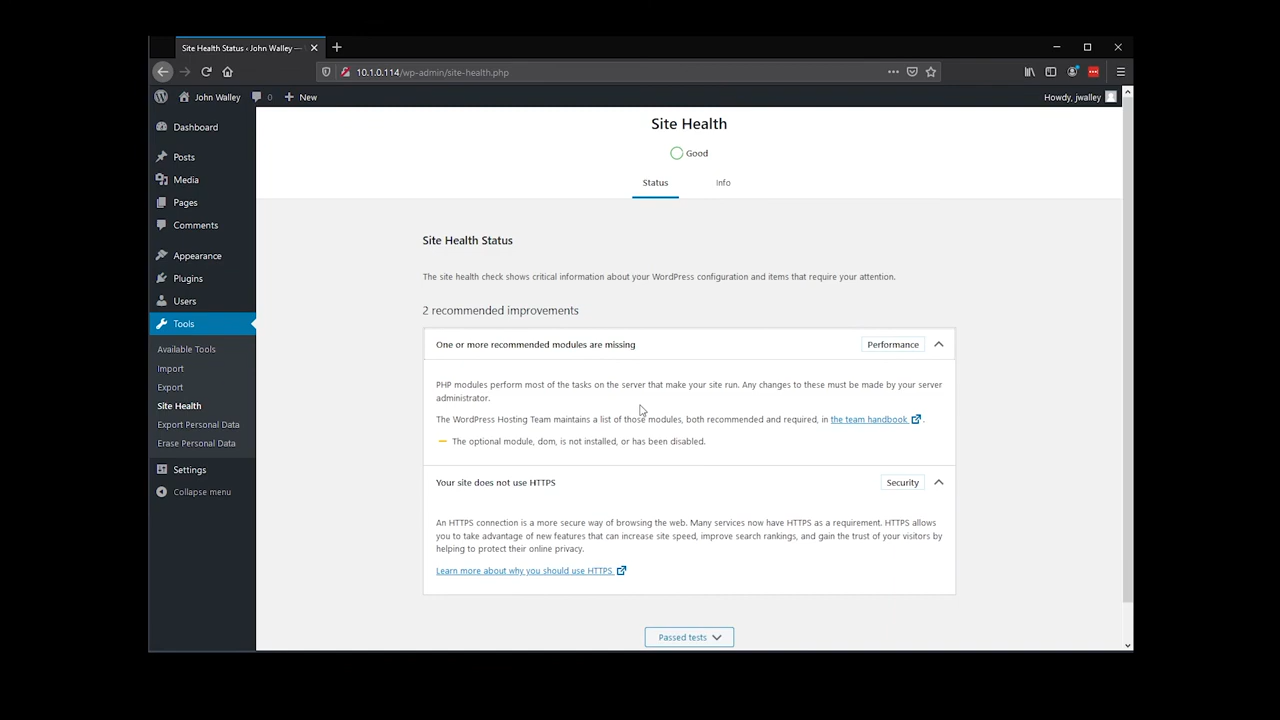 Site Health Status ‹ John Walley —
10.1.0.114/wp-admin/site-health.php
John Walley 0 New Howdy, jwalley
Dashboard
Posts
Media
Pages
Comments
Appearance
Plugins
Users
Tools
Available Tools
Import
Export
Site Health
Export Personal Data
Erase Personal Data
Settings
Collapse menu
Site Health
Good
Status Info
Site Health Status
The site health check shows critical information about your WordPress configuration and items that require your attention.
2 recommended improvements
One or more recommended modules are missing Performance
PHP modules perform most of the tasks on the server that make your site run. Any changes to these must be made by your server
administrator.
The WordPress Hosting Team maintains a list of those modules, both recommended and required, in the team handbook .
The optional module, dom, is not installed, or has been disabled.
Your site does not use HTTPS Security
An HTTPS connection is a more secure way of browsing the web. Many services now have HTTPS as a requirement. HTTPS allows
you to take advantage of new features that can increase site speed, improve search rankings, and gain the trust of your visitors by
helping to protect their online privacy.
Learn more about why you should use HTTPS
Passed tests